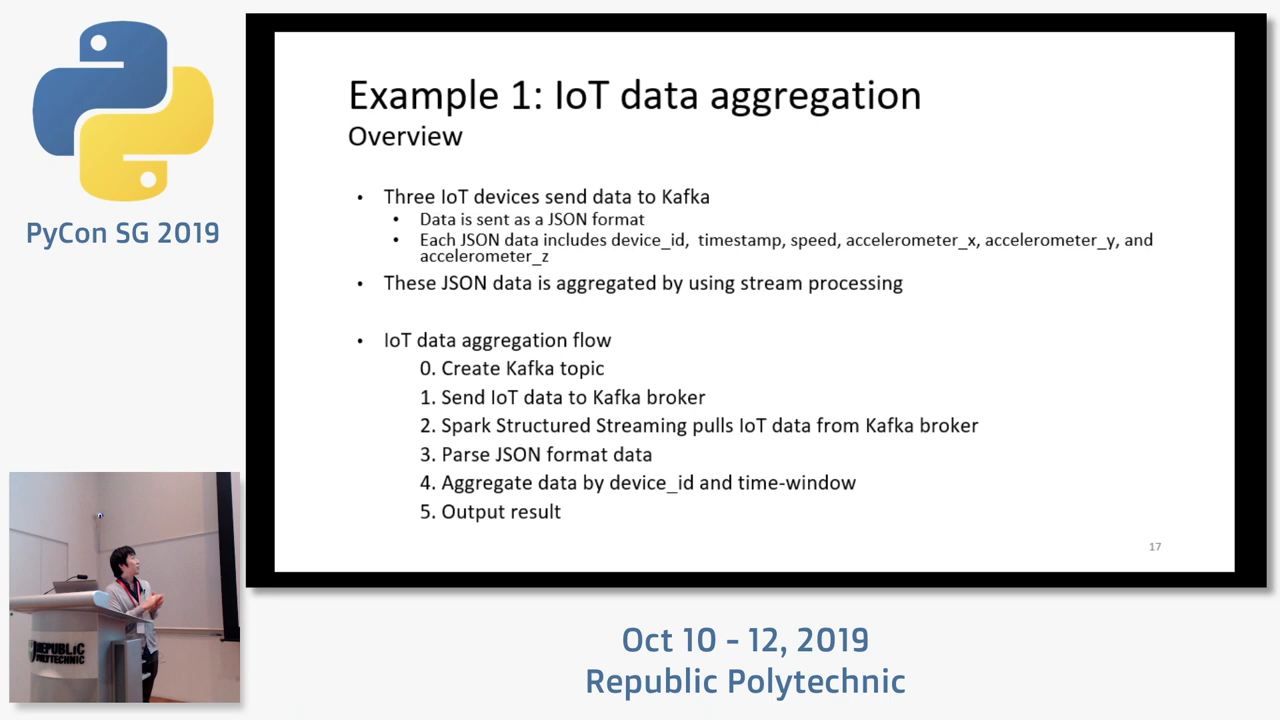 PyCon SG 2019
Example 1: IoT data aggregation
Overview
• Three IoT devices send data to Kafka
• Data is sent as a JSON format
• Each JSON data includes device_id, timestamp, speed, accelerometer_x, accelerometer_y, and
accelerometer_z
• These JSON data is aggregated by using stream processing
• IoT data aggregation flow
0. Create Kafka topic
1. Send IoT data to Kafka broker
2. Spark Structured Streaming pulls IoT data from Kafka broker
3. Parse JSON format data
4. Aggregate data by device_id and time-window
5. Output result
17
REPUBLIC
POLYTECHNIC
Oct 10 - 12, 2019
Republic Polytechnic